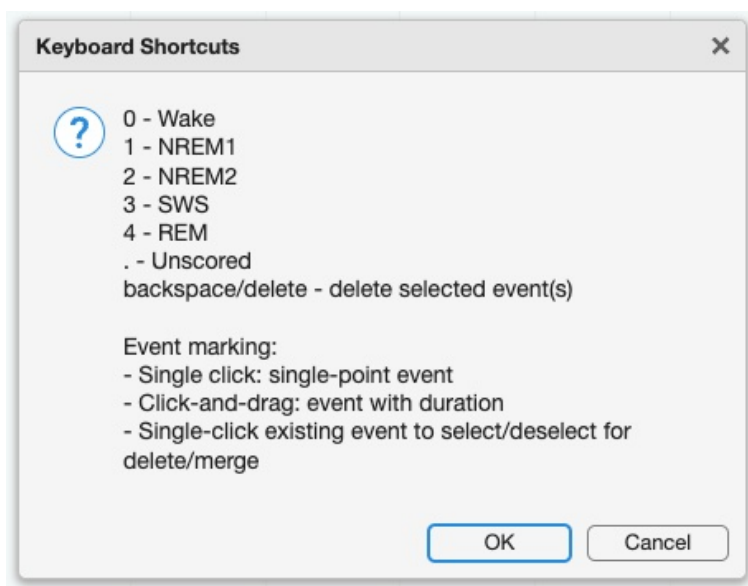 Keyboard Shortcuts
0 - Wake
1 - NREM1
2 - NREM2
3 - SWS
4 - REM
. - Unscored
backspace/delete - delete selected event(s)
Event marking:
- Single click: single-point event
- Click-and-drag: event with duration
- Single-click existing event to select/deselect for
delete/merge
OK
Cancel